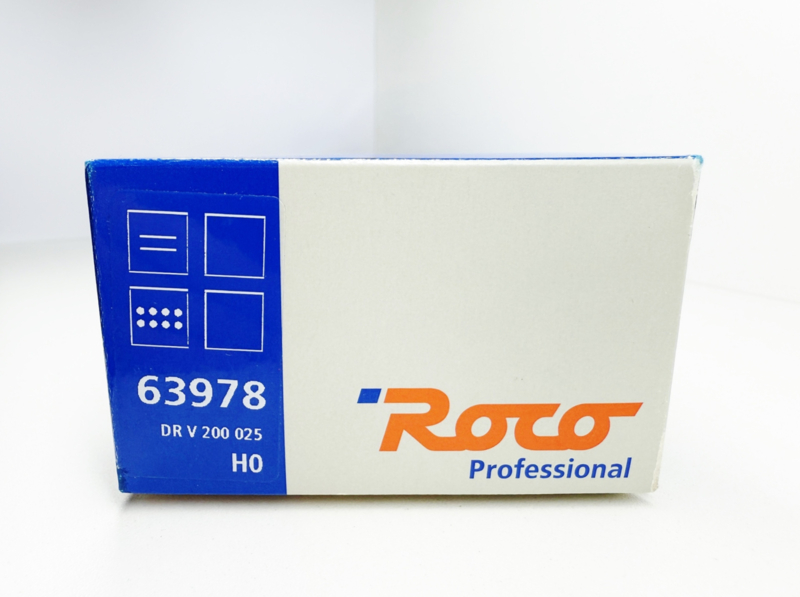 63978
DR V 200 025
H0
Roco
Professional